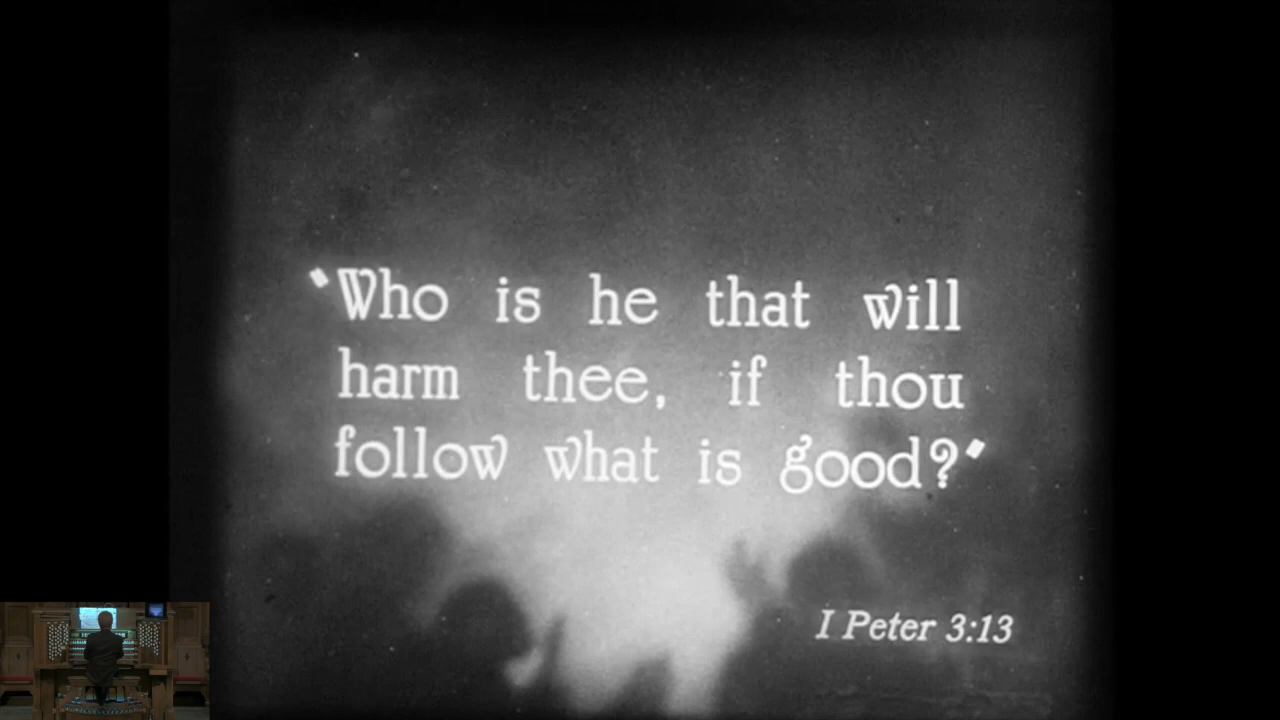 "Who is he that will
harm thee, if thou
follow what is good?"
I Peter 3:13